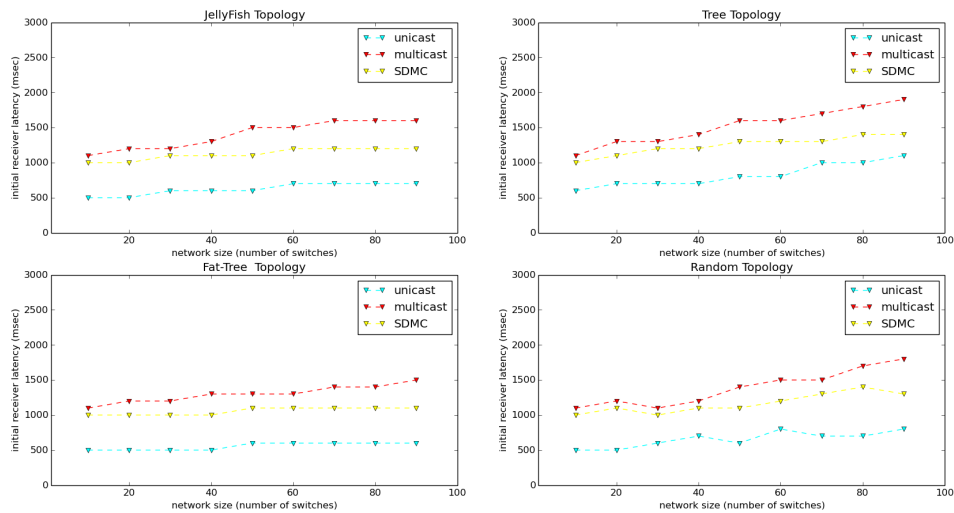 JellyFish Topology
3000
2500
2000
1500
1000
500
0
initial receiver latency (msec)
unicast
multicast
SDMC
20
40
60
80
100
network size (number of switches)
Tree Topology
3000
2500
2000
1500
1000
500
0
initial receiver latency (msec)
unicast
multicast
SDMC
20
40
60
80
100
network size (number of switches)
Fat-Tree Topology
3000
2500
2000
1500
1000
500
0
initial receiver latency (msec)
unicast
multicast
SDMC
20
40
60
80
100
network size (number of switches)
Random Topology
3000
2500
2000
1500
1000
500
0
initial receiver latency (msec)
unicast
multicast
SDMC
20
40
60
80
100
network size (number of switches)